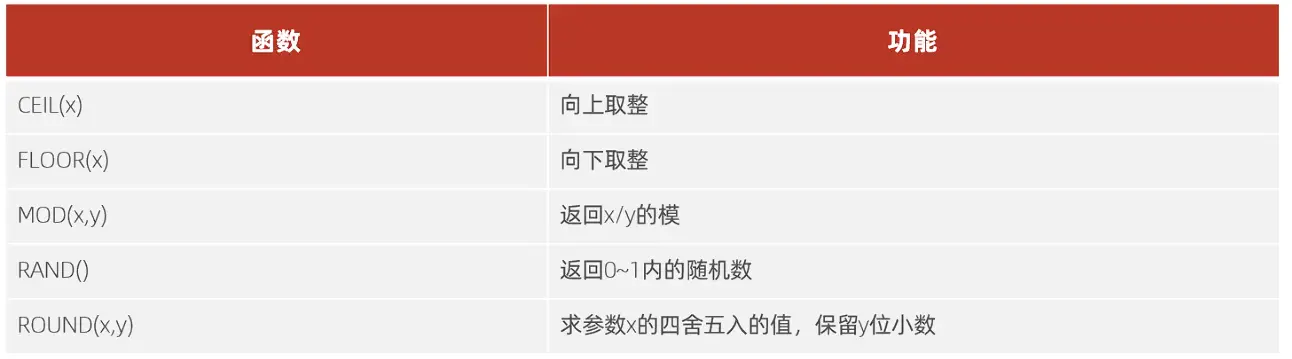 函数 功能
CEIL(x) 向上取整
FLOOR(x) 向下取整
MOD(x,y) 返回x/y的模
RAND() 返回0~1内的随机数
ROUND(x,y) 求参数x的四舍五入的值，保留y位小数